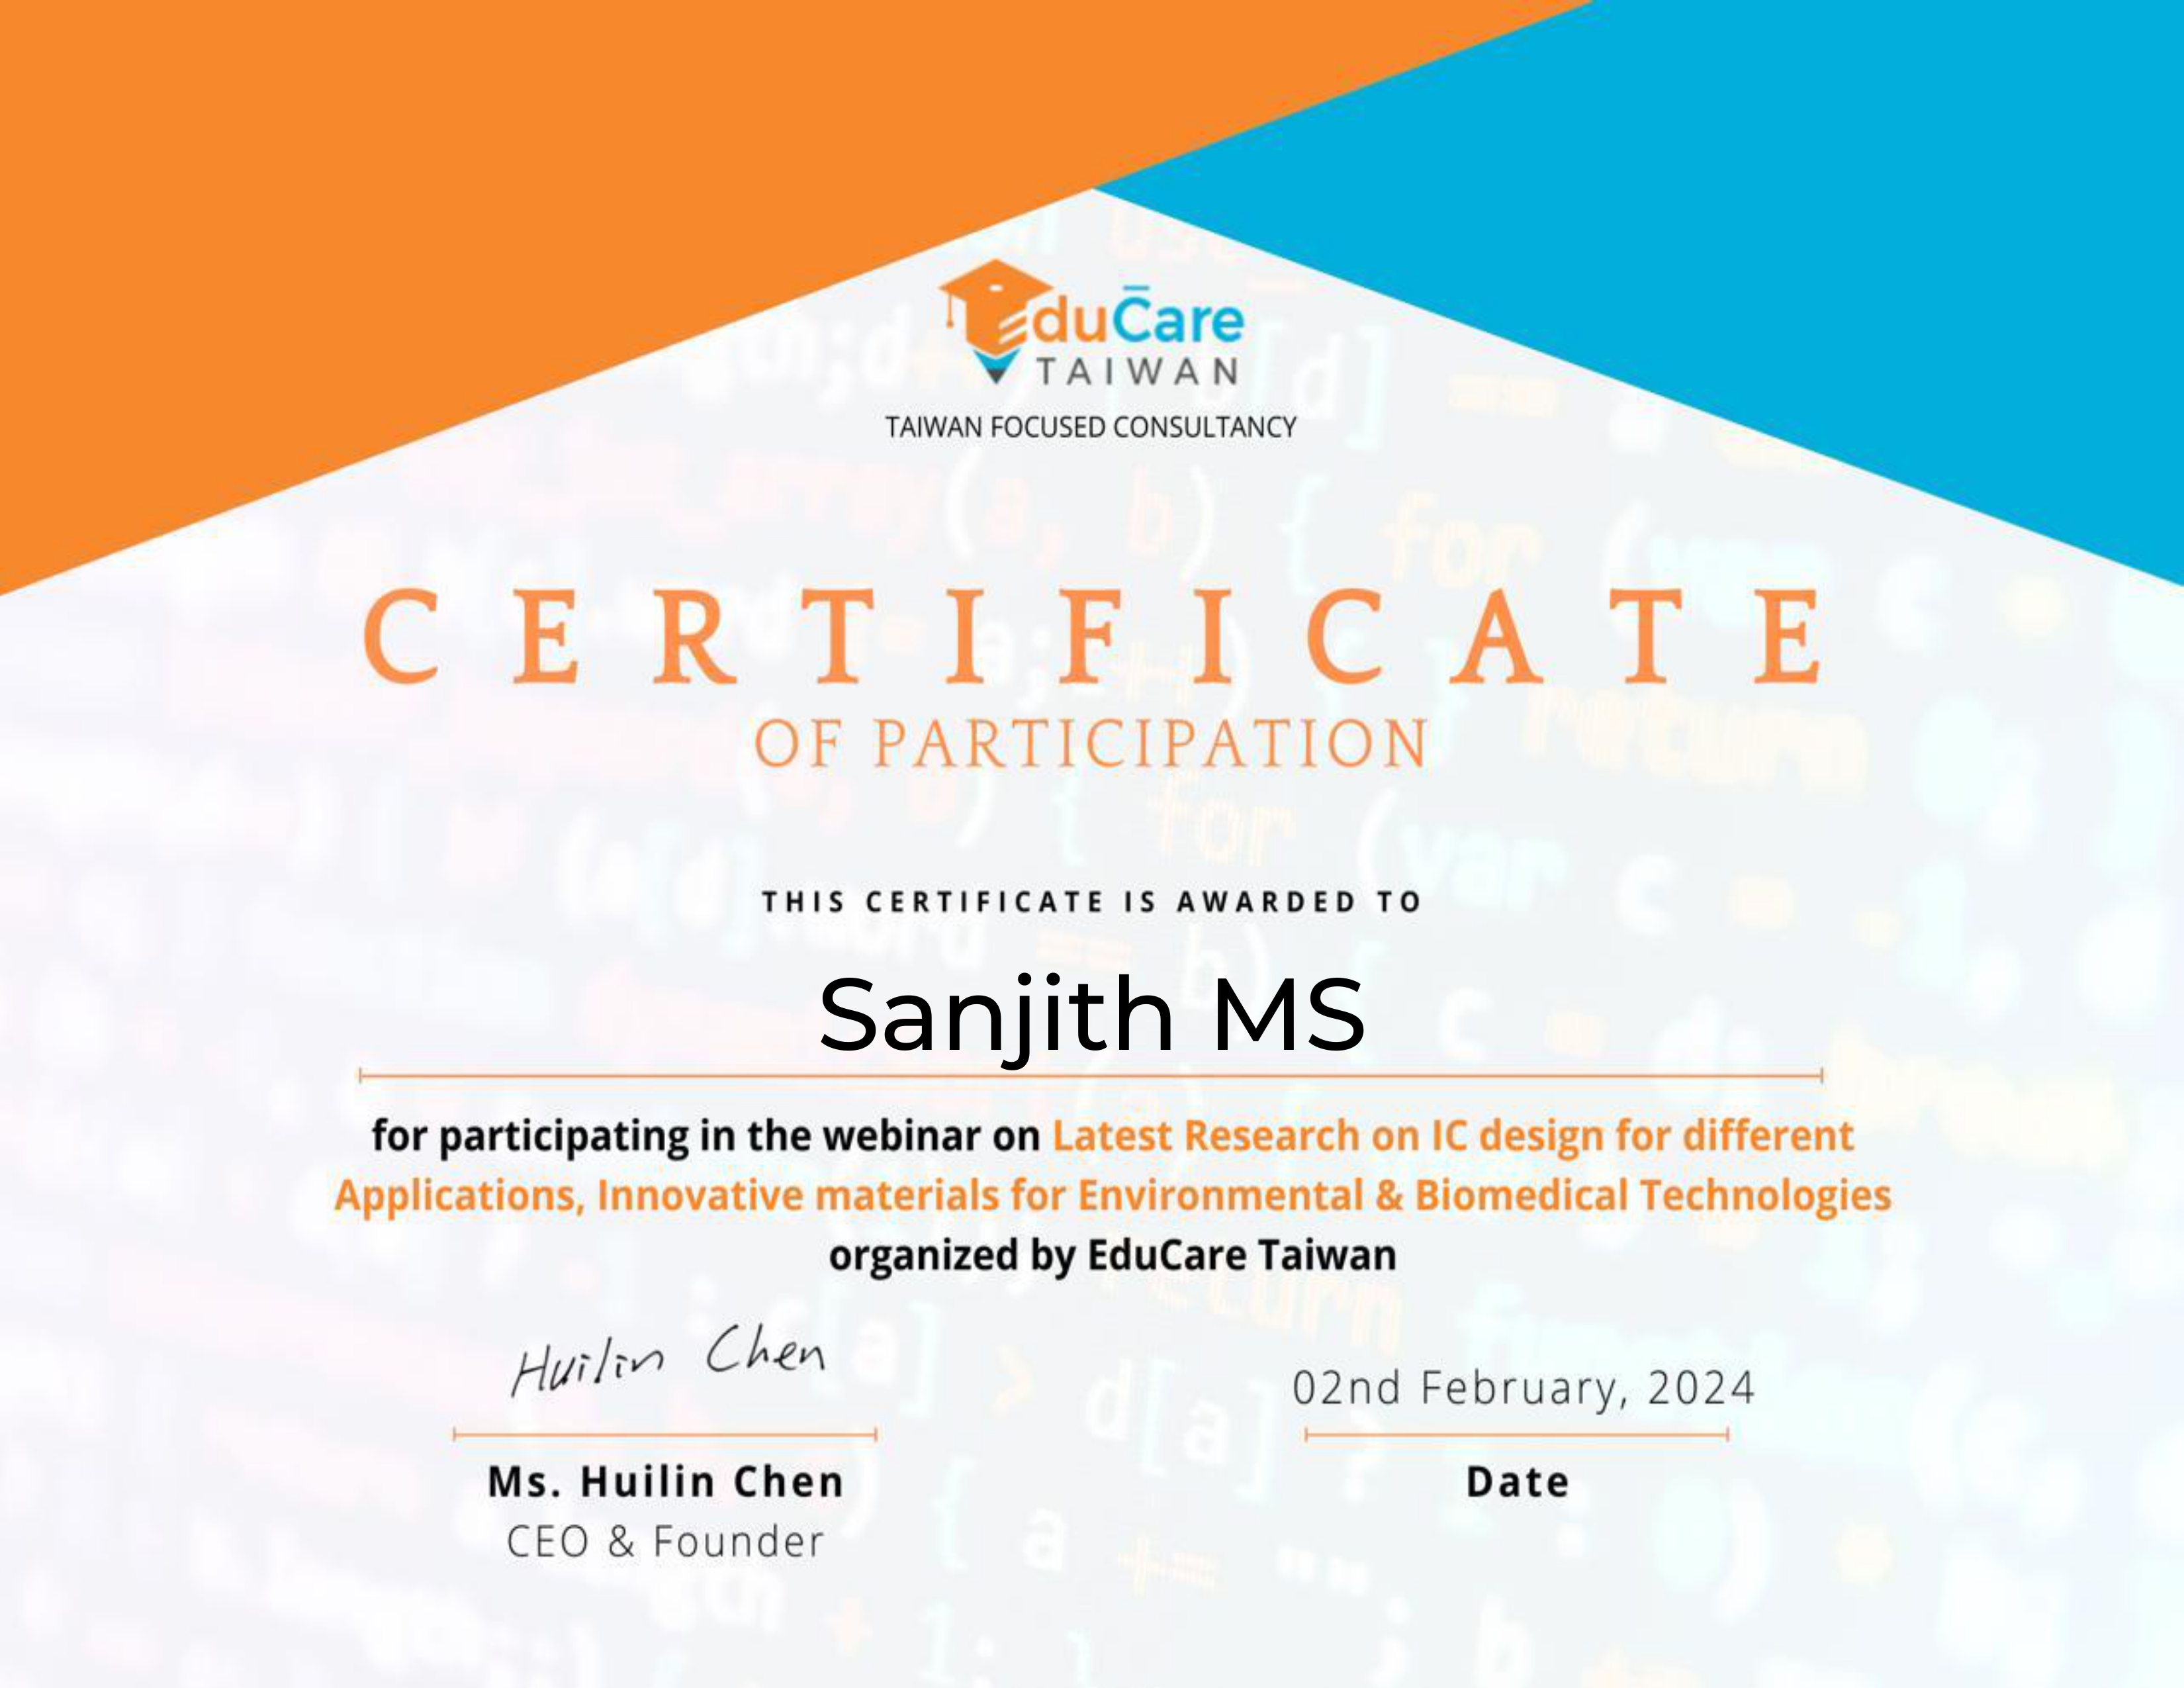 EduCare
TAIWAN
TAIWAN FOCUSED CONSULTANCY
CERTIFICATE
OF PARTICIPATION
THIS CERTIFICATE IS AWARDED TO
Sanjith MS
for participating in the webinar on Latest Research on IC design for different
Applications, Innovative materials for Environmental & Biomedical Technologies
organized by EduCare Taiwan
Huilin Chen
02nd February, 2024
Ms. Huilin Chen
Date
CEO & Founder